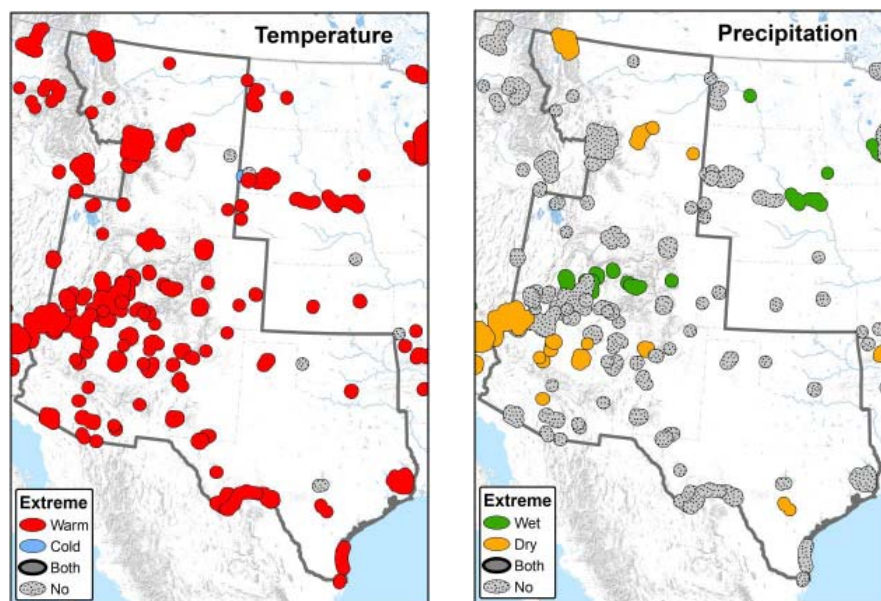 Temperature
Extreme
Warm
Cold
Both
No
Precipitation
Extreme
Wet
Dry
Both
No